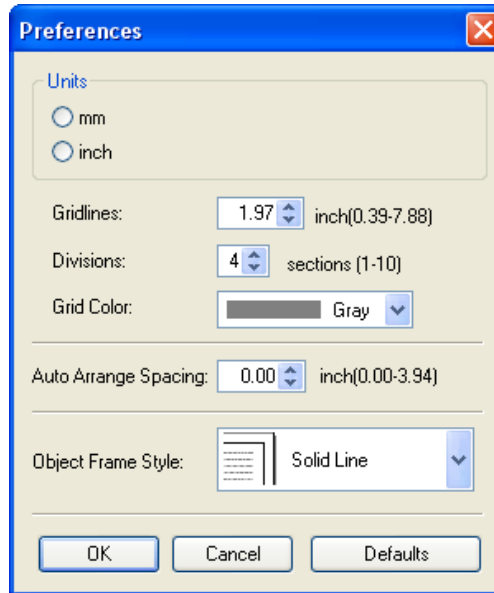 Preferences
Units
mm
inch
Gridlines: 1.97 inch(0.39-7.88)
Divisions: 4 sections (1-10)
Grid Color: Gray
Auto Arrange Spacing: 0.00 inch(0.00-3.94)
Object Frame Style: Solid Line
OK Cancel Defaults